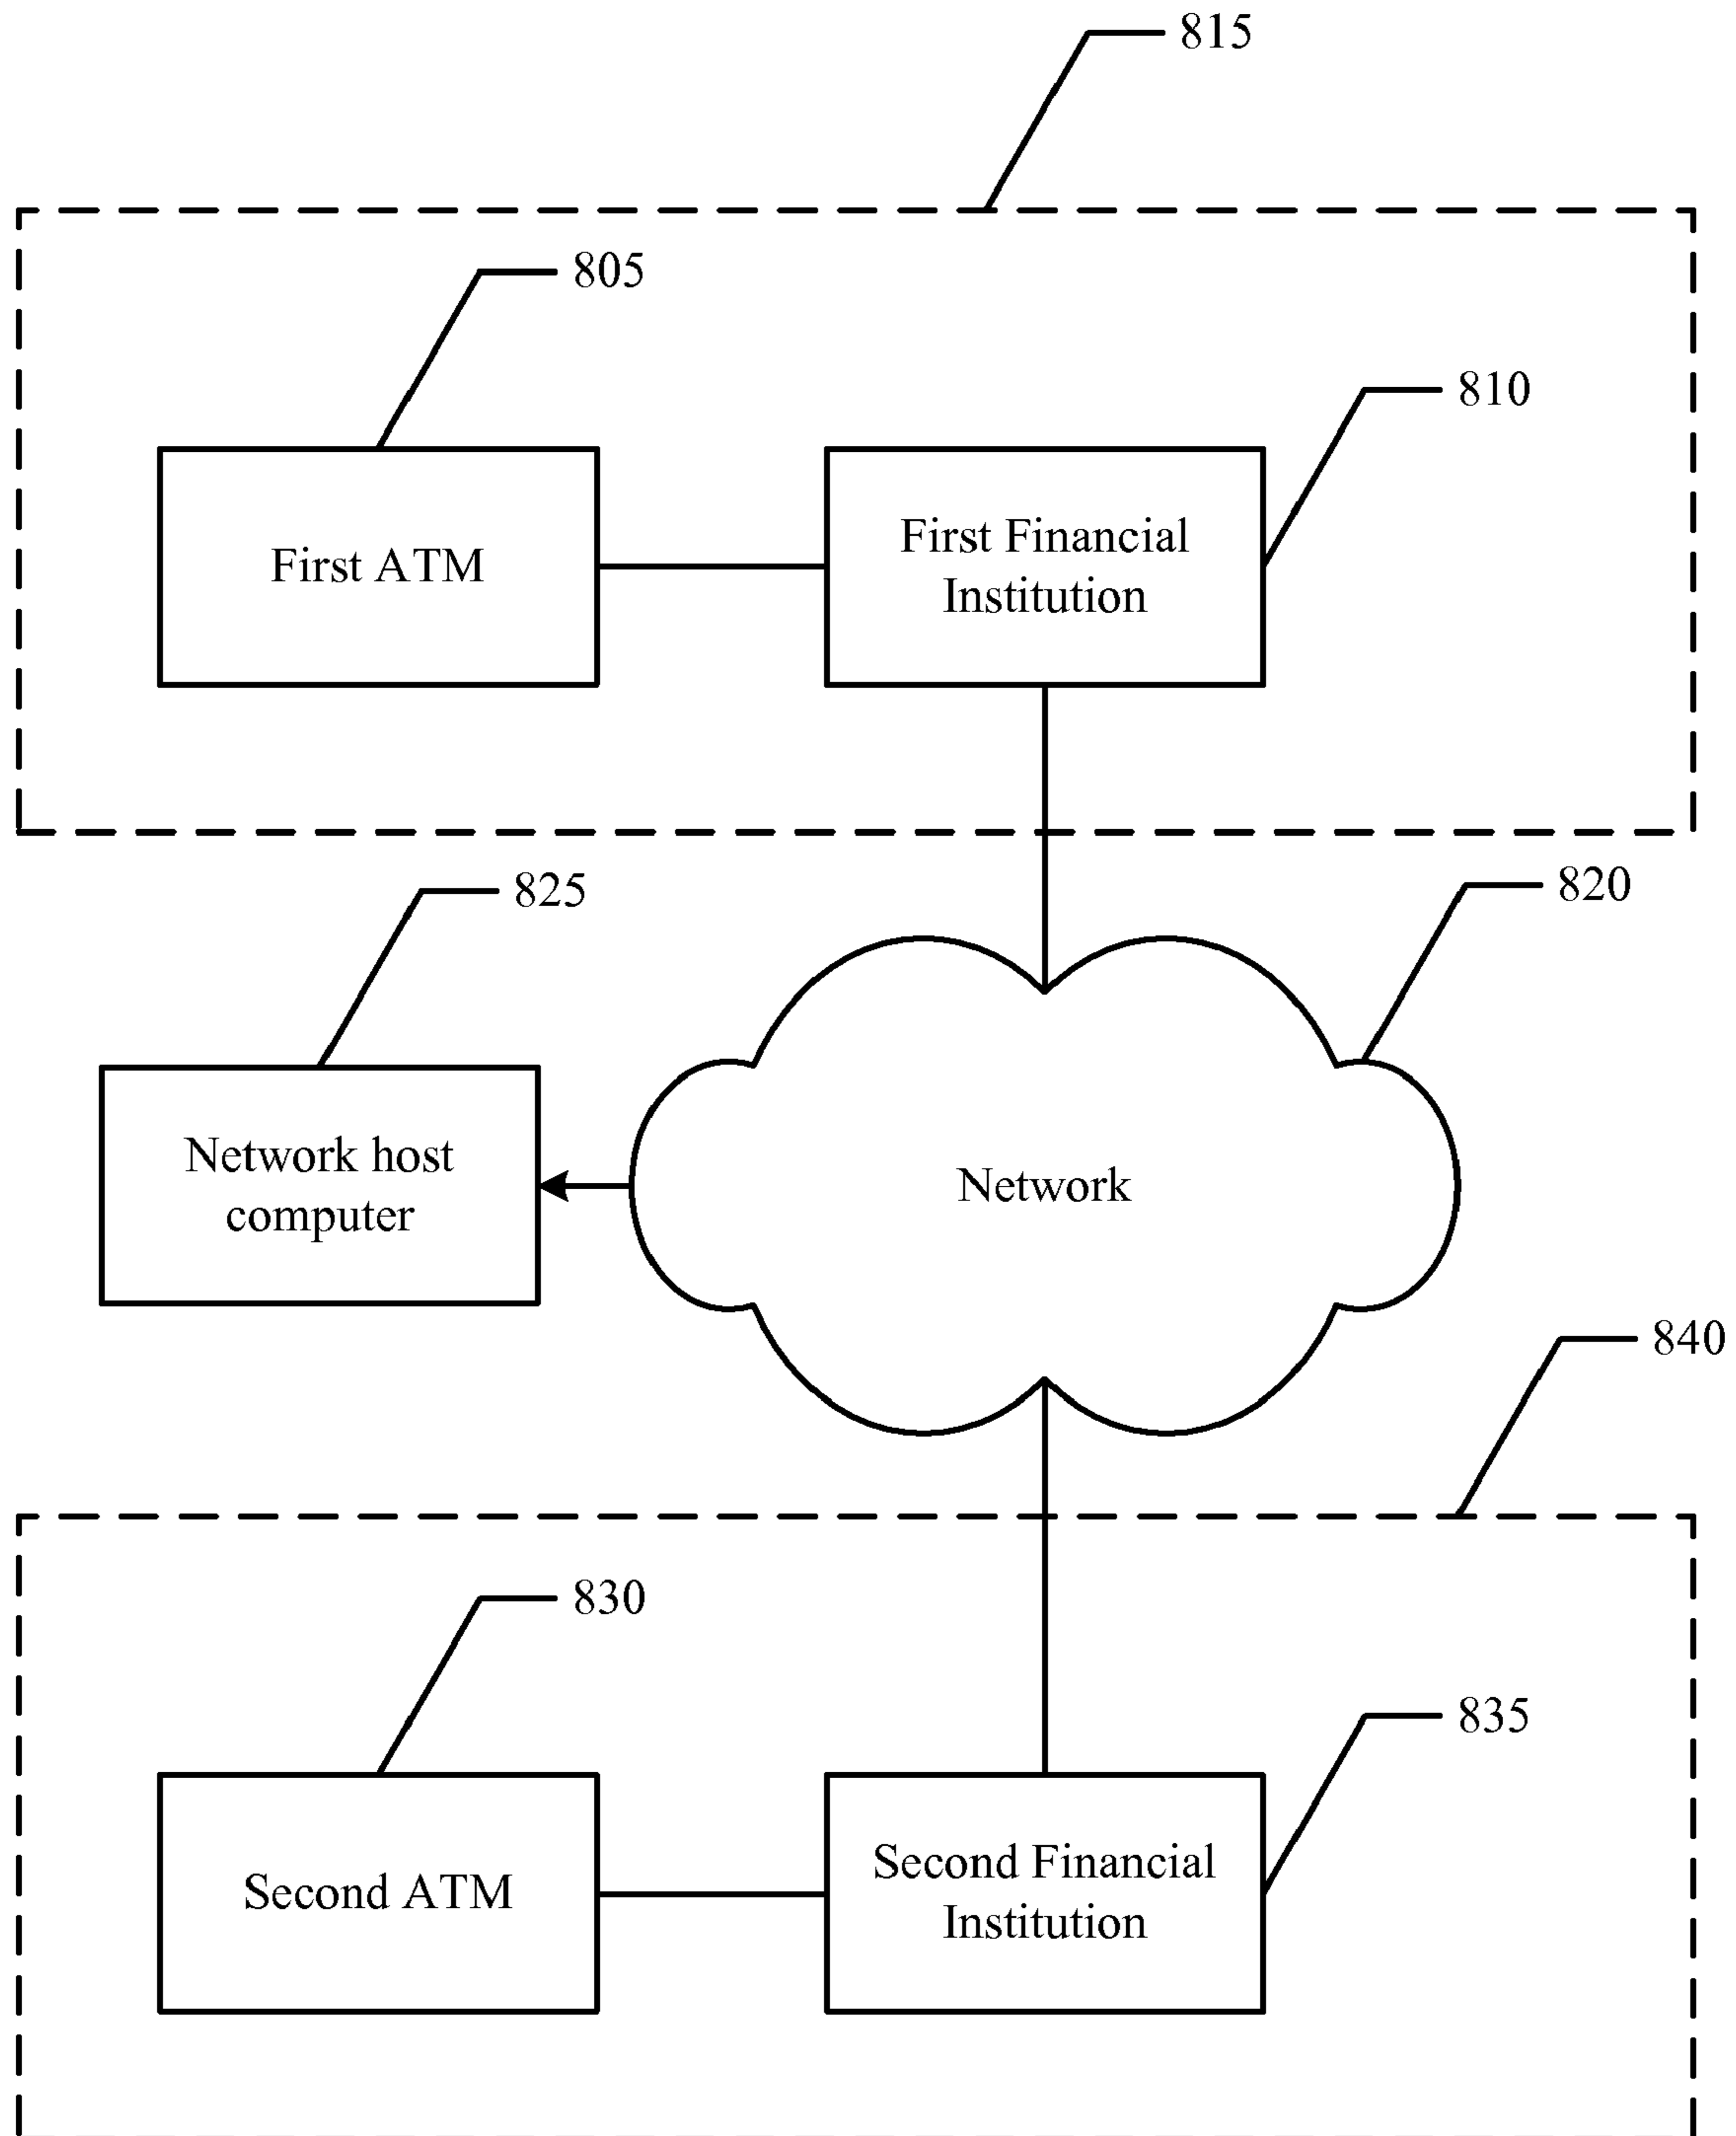 815
805
810
First ATM
First Financial
Institution
825
820
Network host
computer
Network
840
830
835
Second ATM
Second Financial
Institution